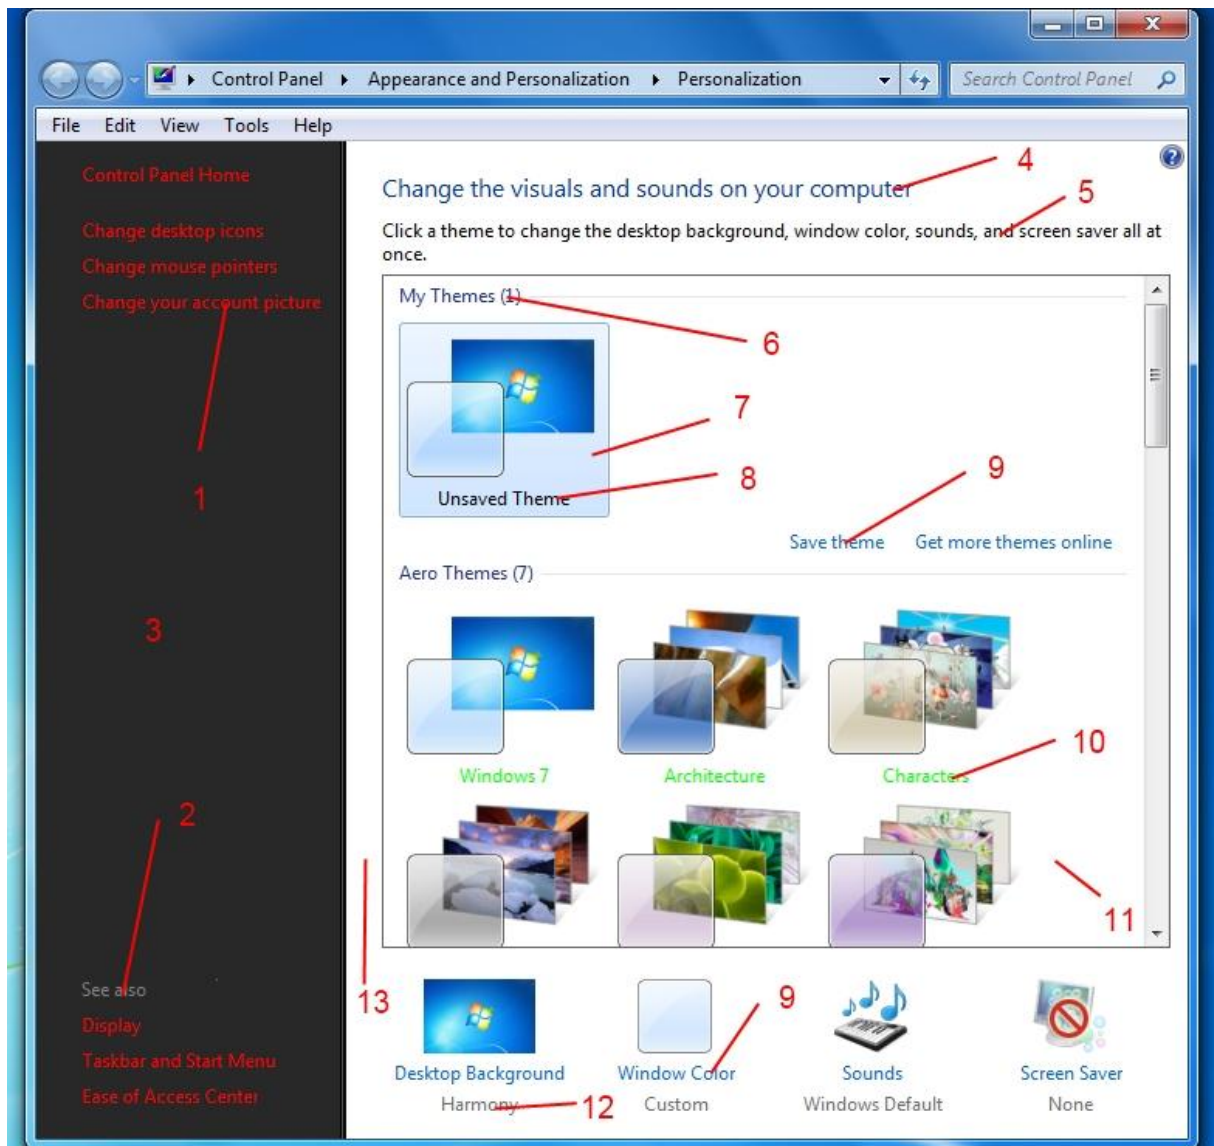 Control Panel Appearance and Personalization Personalization
Search Control Panel
File Edit View Tools Help
Control Panel Home
Change desktop icons
Change mouse pointers
Change your account picture
1
3
2
See also
Display
Taskbar and Start Menu
Ease of Access Center
4
Change the visuals and sounds on your computer
5
Click a theme to change the desktop background, window color, sounds, and screen saver all at
once.
My Themes (1)
6
7
8
Unsaved Theme
9
Save theme Get more themes online
Aero Themes (7)
10
Windows 7 Architecture Characters
11
13
9
Desktop Background Window Color Sounds Screen Saver
Harmony 12 Custom Windows Default None